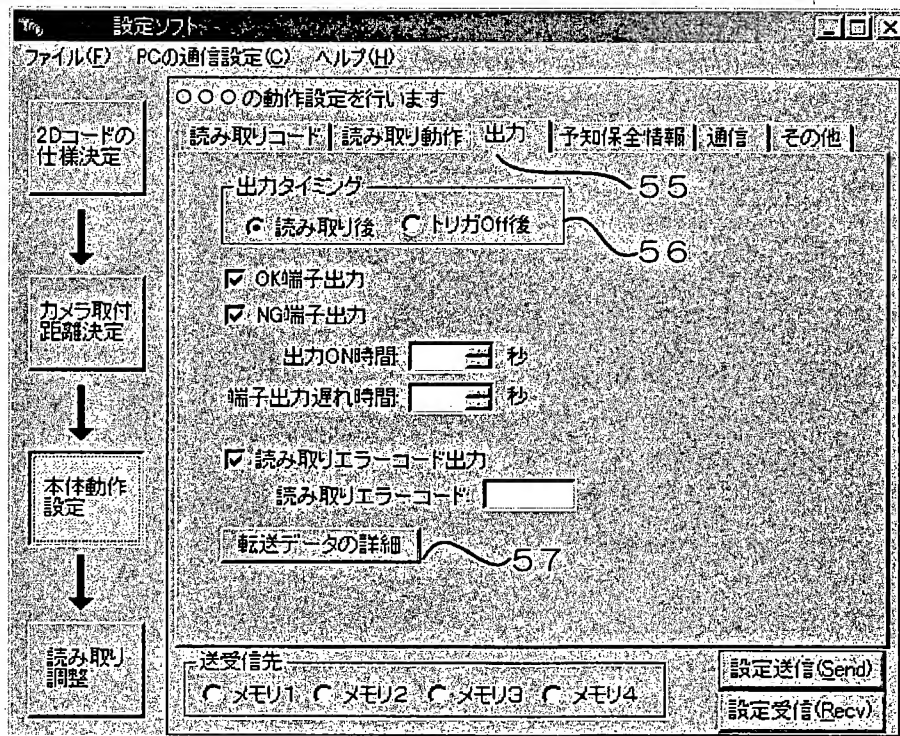 設定ソフト
ファイル(F) PCの通信設定(C) ヘルプ(H)
○○○の動作設定を行います
2Dコードの
仕様決定
カメラ取付
距離決定
本体動作
設定
読み取り
調整
読み取りコード 読み取り動作 出力 予知保全情報 通信 その他
55
出力タイミング
読み取り後 トリガOff後
56
OK端子出力
NG端子出力
出力ON時間: 秒
端子出力遅れ時間: 秒
読み取りエラーコード出力
読み取りエラーコード:
転送データの詳細
57
送受信先
メモリ1 メモリ2 メモリ3 メモリ4
設定送信(Send)
設定受信(Recv)